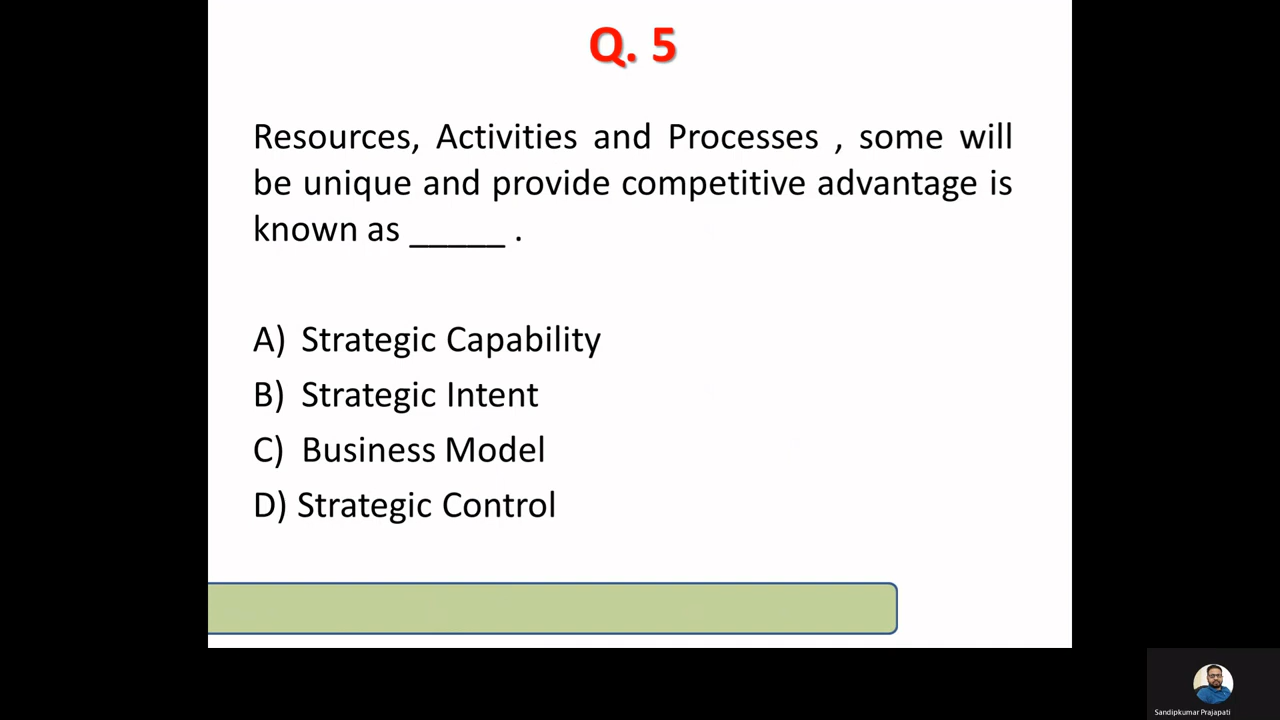 Q. 5
Resources, Activities and Processes , some will
be unique and provide competitive advantage is
known as _____ .
A) Strategic Capability
B) Strategic Intent
C) Business Model
D) Strategic Control
Sandipkumar Prajapati